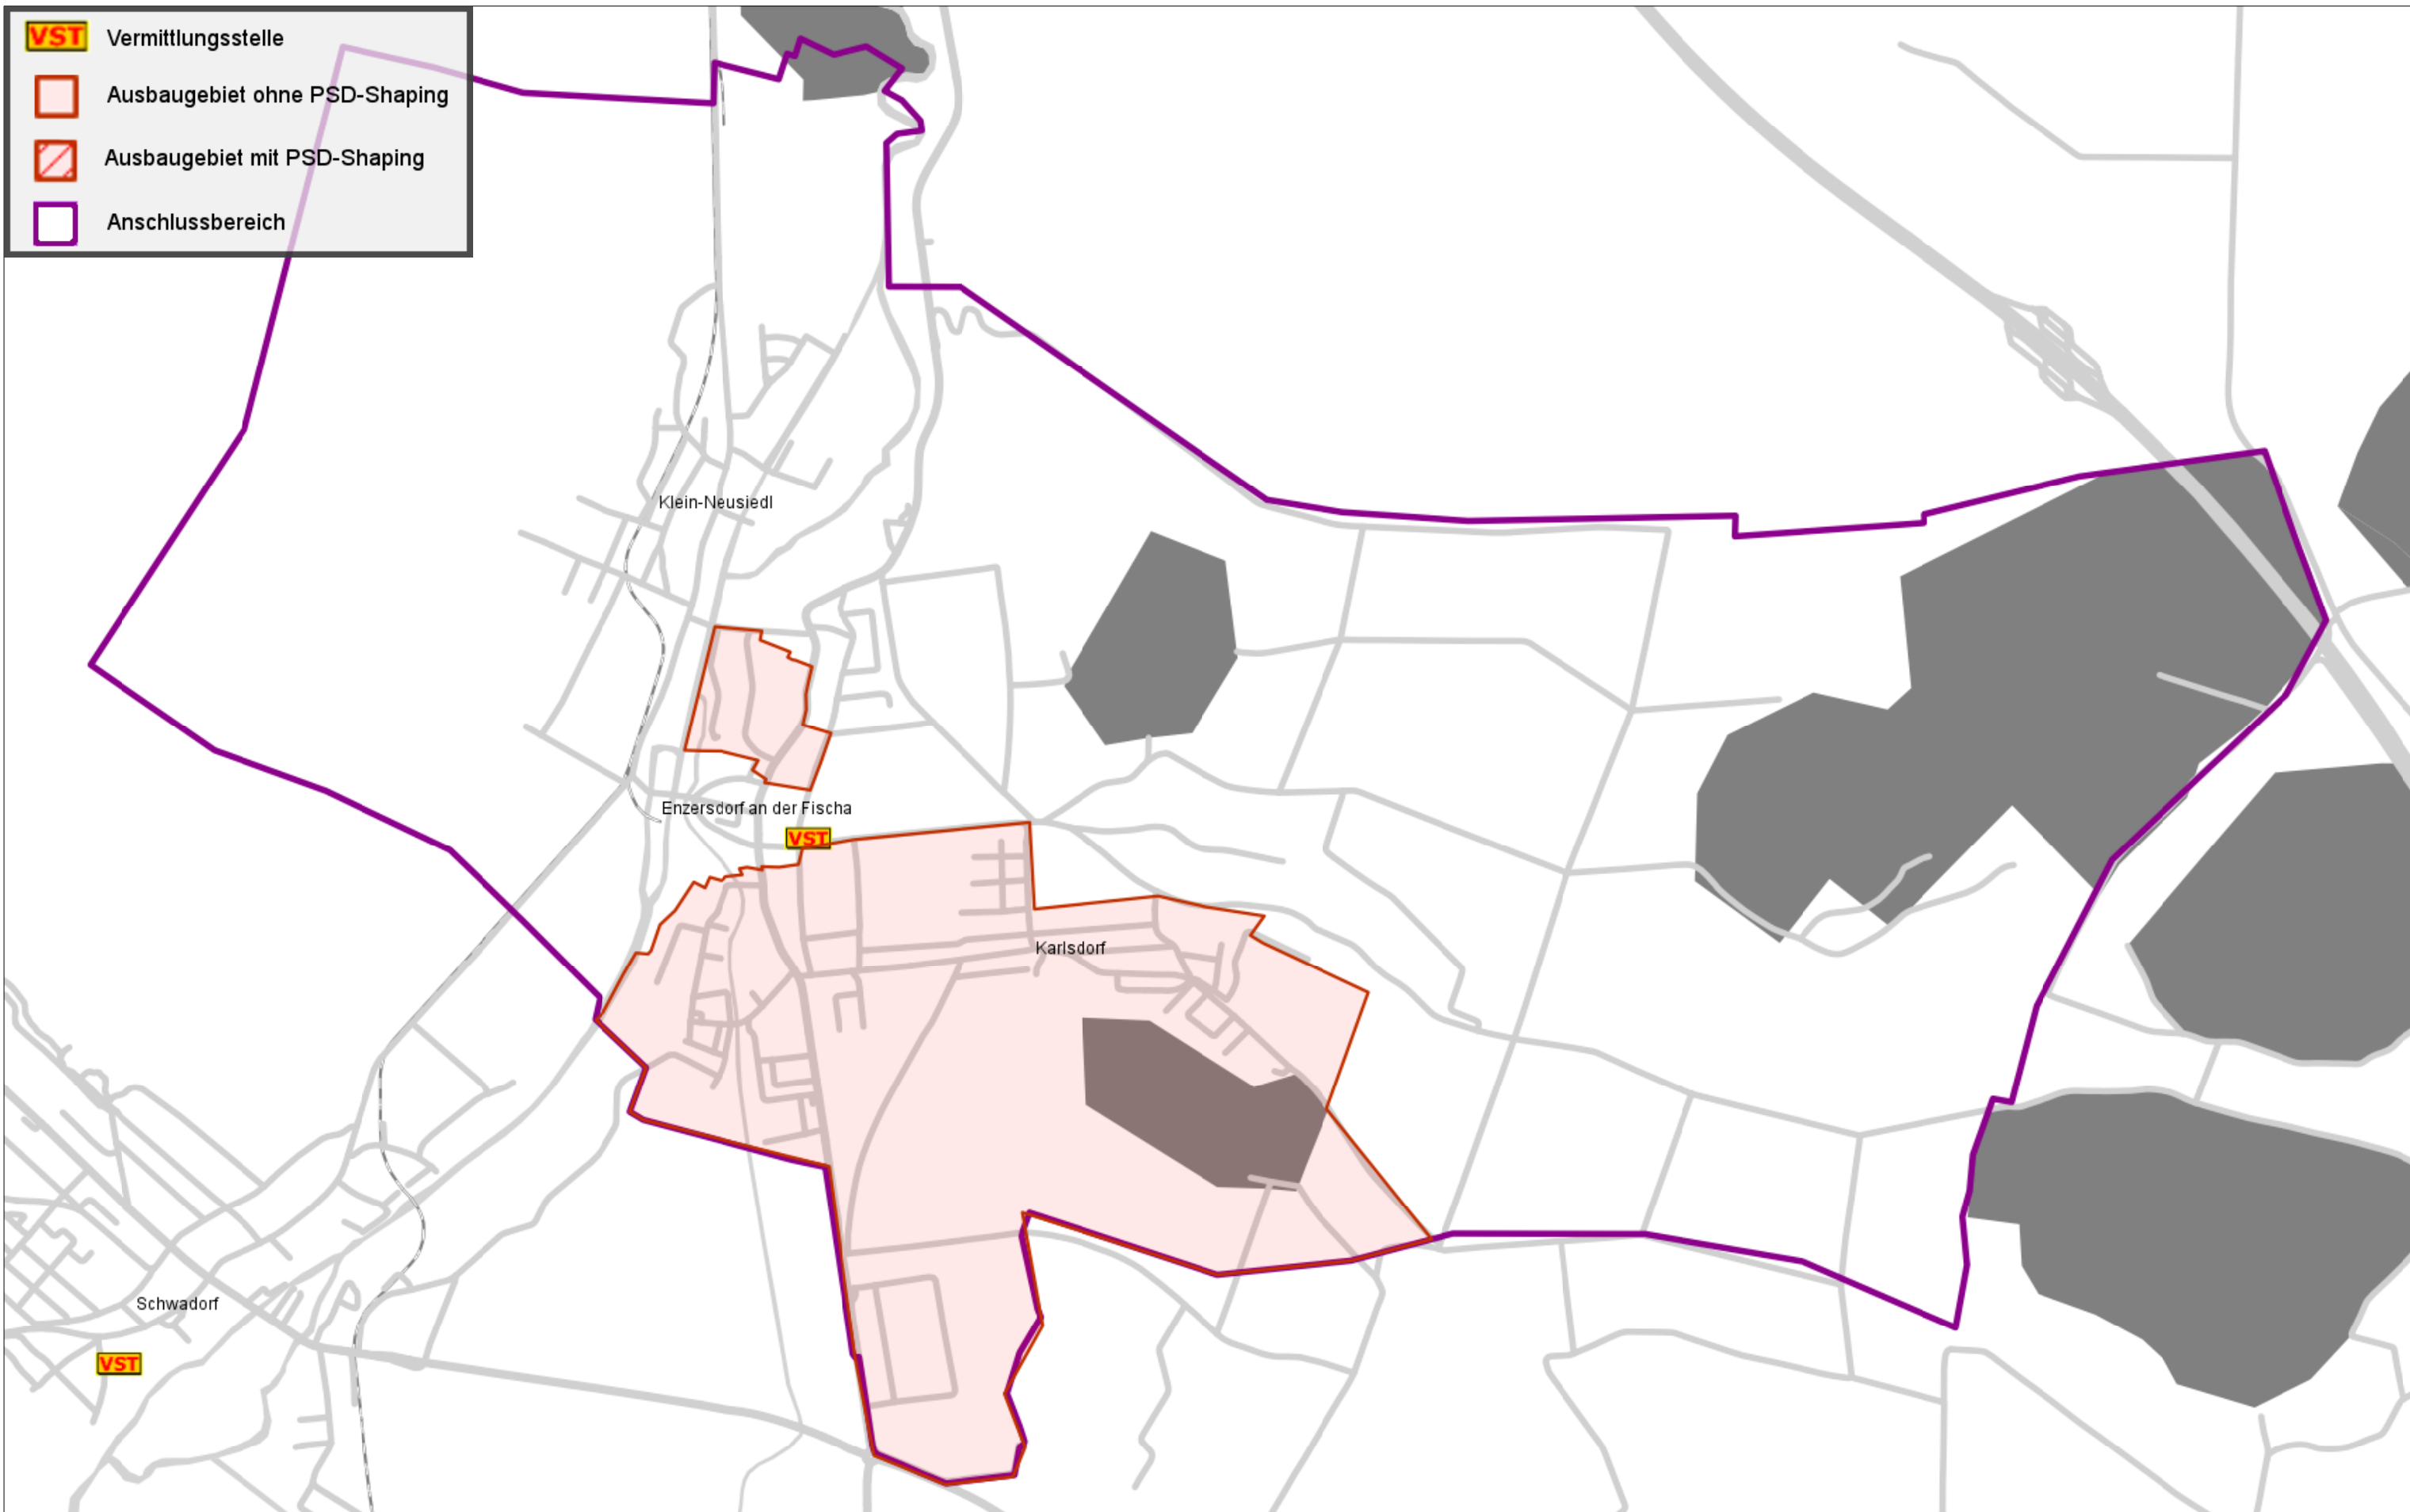 VST Vermittlungsstelle
Ausbaugebiet ohne PSD-Shaping
Ausbaugebiet mit PSD-Shaping
Anschlussbereich
Klein-Neusiedl
Enzersdorf an der Fischa
VST
Karlsdorf
Schwadorf
VST